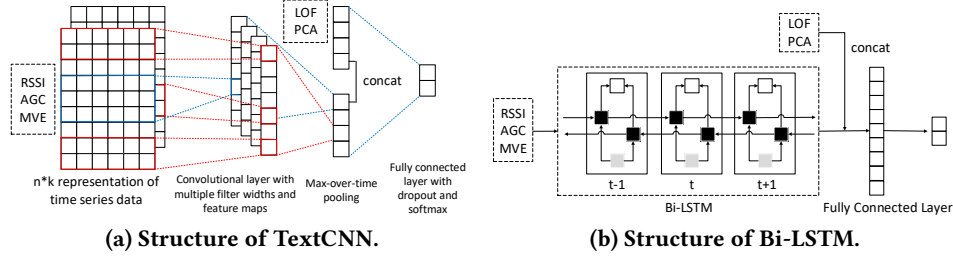 LOF
PCA
concat
RSSI
AGC
MVE
n*k representation of
time series data
Convolutional layer with
multiple filter widths and
feature maps
Max-over-time
pooling
Fully connected
layer with
dropout and
softmax
(a) Structure of TextCNN.
LOF
PCA
concat
RSSI
AGC
MVE
t-1
t
t+1
Bi-LSTM
Fully Connected Layer
(b) Structure of Bi-LSTM.